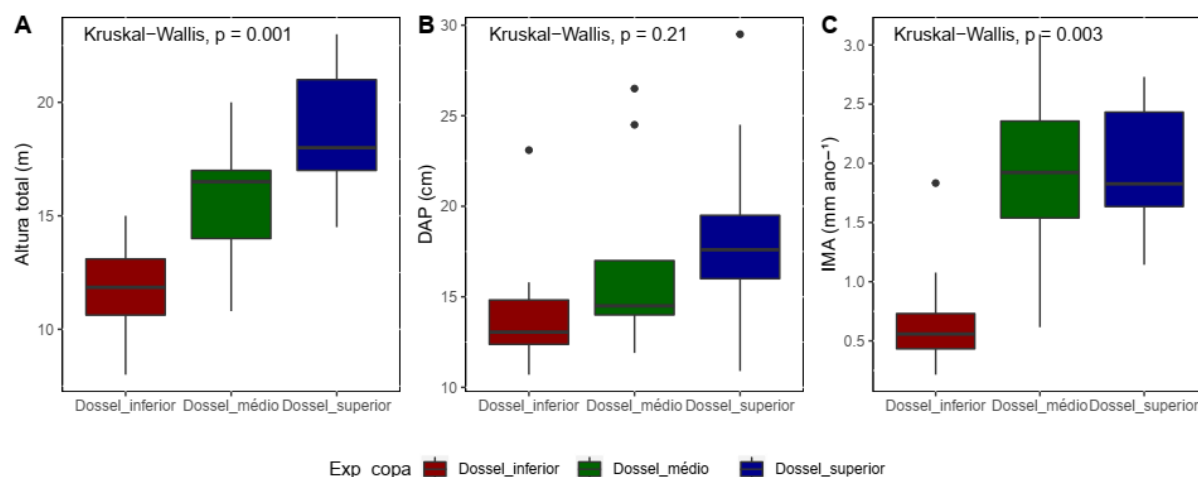 A
Kruskal-Wallis, p = 0.001
Altura total (m)
20
15
10
Dossel_inferior Dossel_médio Dossel_superior
B
Kruskal-Wallis, p = 0.21
DAP (cm)
30
25
20
15
10
Dossel_inferior Dossel_médio Dossel_superior
C
Kruskal-Wallis, p = 0.003
IMA (mm ano⁻¹)
3.0
2.5
2.0
1.5
1.0
0.5
Dossel_inferior Dossel_médio Dossel_superior
Exp_copa Dossel_inferior Dossel_médio Dossel_superior